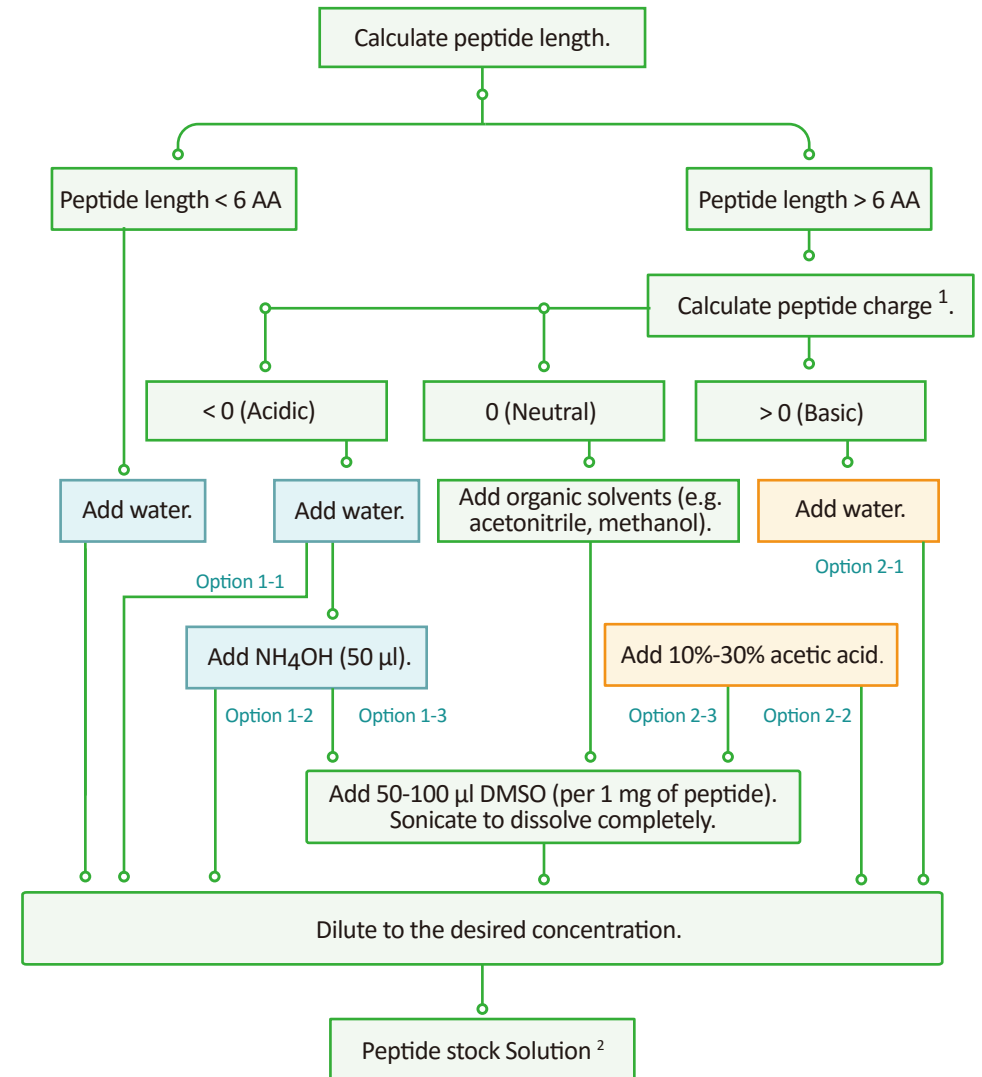 Calculate peptide length.
Peptide length < 6 AA
Peptide length > 6 AA
Calculate peptide charge 1.
< 0 (Acidic)
0 (Neutral)
> 0 (Basic)
Add water.
Add water.
Add organic solvents (e.g.
acetonitrile, methanol).
Add water.
Option 1-1
Option 2-1
Add NH4OH (50 µl).
Add 10%-30% acetic acid.
Option 1-2
Option 1-3
Option 2-3
Option 2-2
Add 50-100 µl DMSO (per 1 mg of peptide).
Sonicate to dissolve completely.
Dilute to the desired concentration.
Peptide stock Solution 2